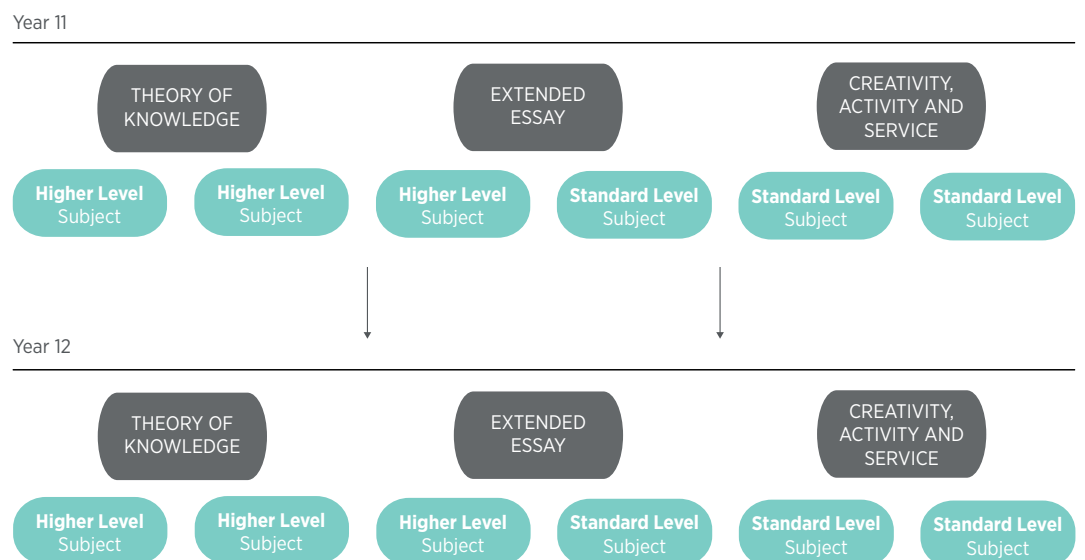 Year 11
THEORY OF
KNOWLEDGE
EXTENDED
ESSAY
CREATIVITY,
ACTIVITY AND
SERVICE
Higher Level
Subject
Higher Level
Subject
Higher Level
Subject
Standard Level
Subject
Standard Level
Subject
Standard Level
Subject
Year 12
THEORY OF
KNOWLEDGE
EXTENDED
ESSAY
CREATIVITY,
ACTIVITY AND
SERVICE
Higher Level
Subject
Higher Level
Subject
Higher Level
Subject
Standard Level
Subject
Standard Level
Subject
Standard Level
Subject